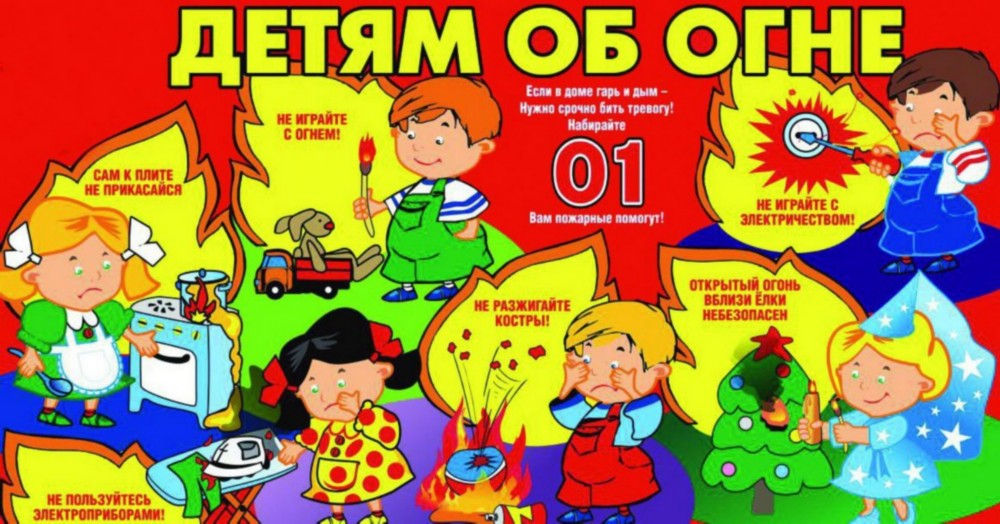 ДЕТЯМ ОБ ОГНЕ
САМ К ПЛИТЕ
НЕ ПРИКАСАЙСЯ
НЕ ИГРАЙТЕ
С ОГНЕМ!
Если в доме гарь и дым –
Нужно срочно бить тревогу!
Набирайте
01
Вам пожарные помогут!
НЕ ИГРАЙТЕ С
ЭЛЕКТРИЧЕСТВОМ!
НЕ РАЗЖИГАЙТЕ
КОСТРЫ!
ОТКРЫТЫЙ ОГОНЬ
ВБЛИЗИ ЁЛКИ
НЕБЕЗОПАСЕН
НЕ ПОЛЬЗУЙТЕСЬ
ЭЛЕКТРОПРИБОРАМИ!